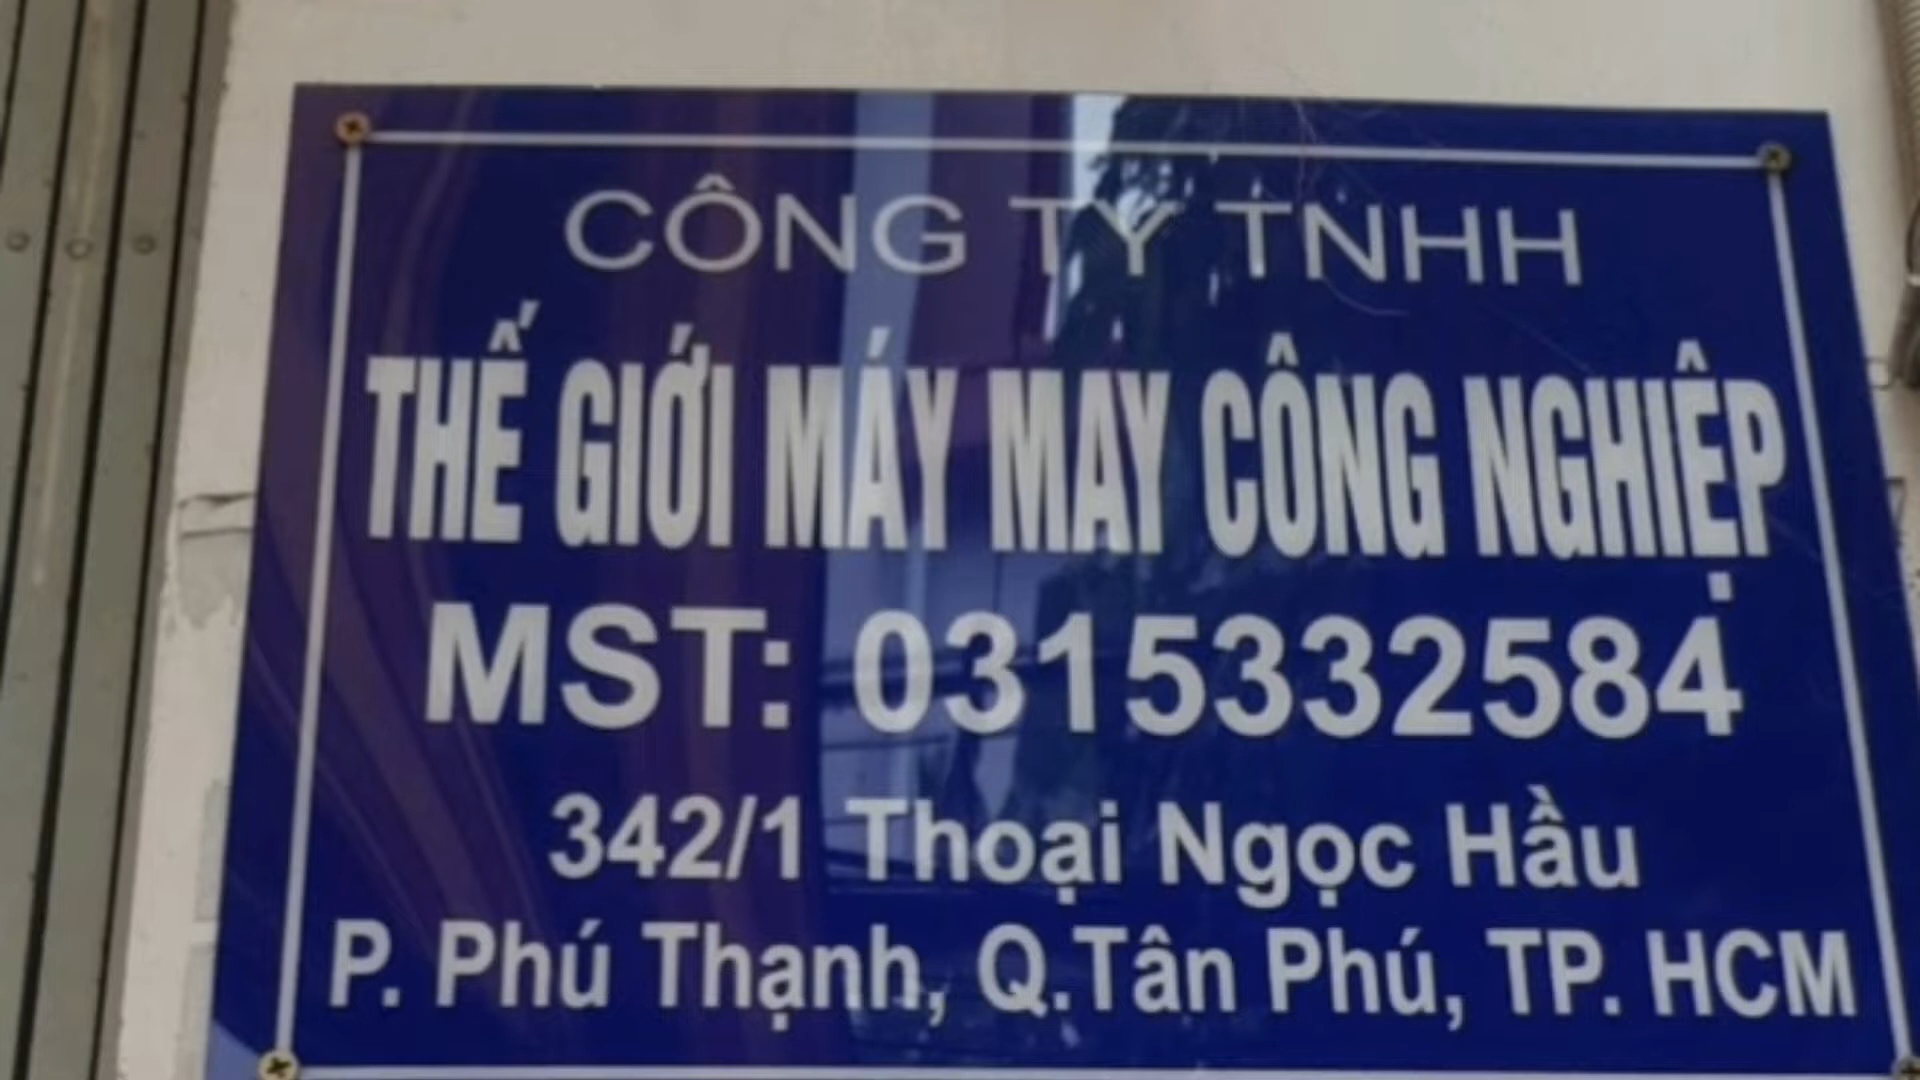 CÔNG TY TNHH
THẾ GIỚI MÁY MAY CÔNG NGHIỆP
MST: 0315332584
342/1 Thoại Ngọc Hầu
P. Phú Thạnh, Q.Tân Phú, TP. HCM